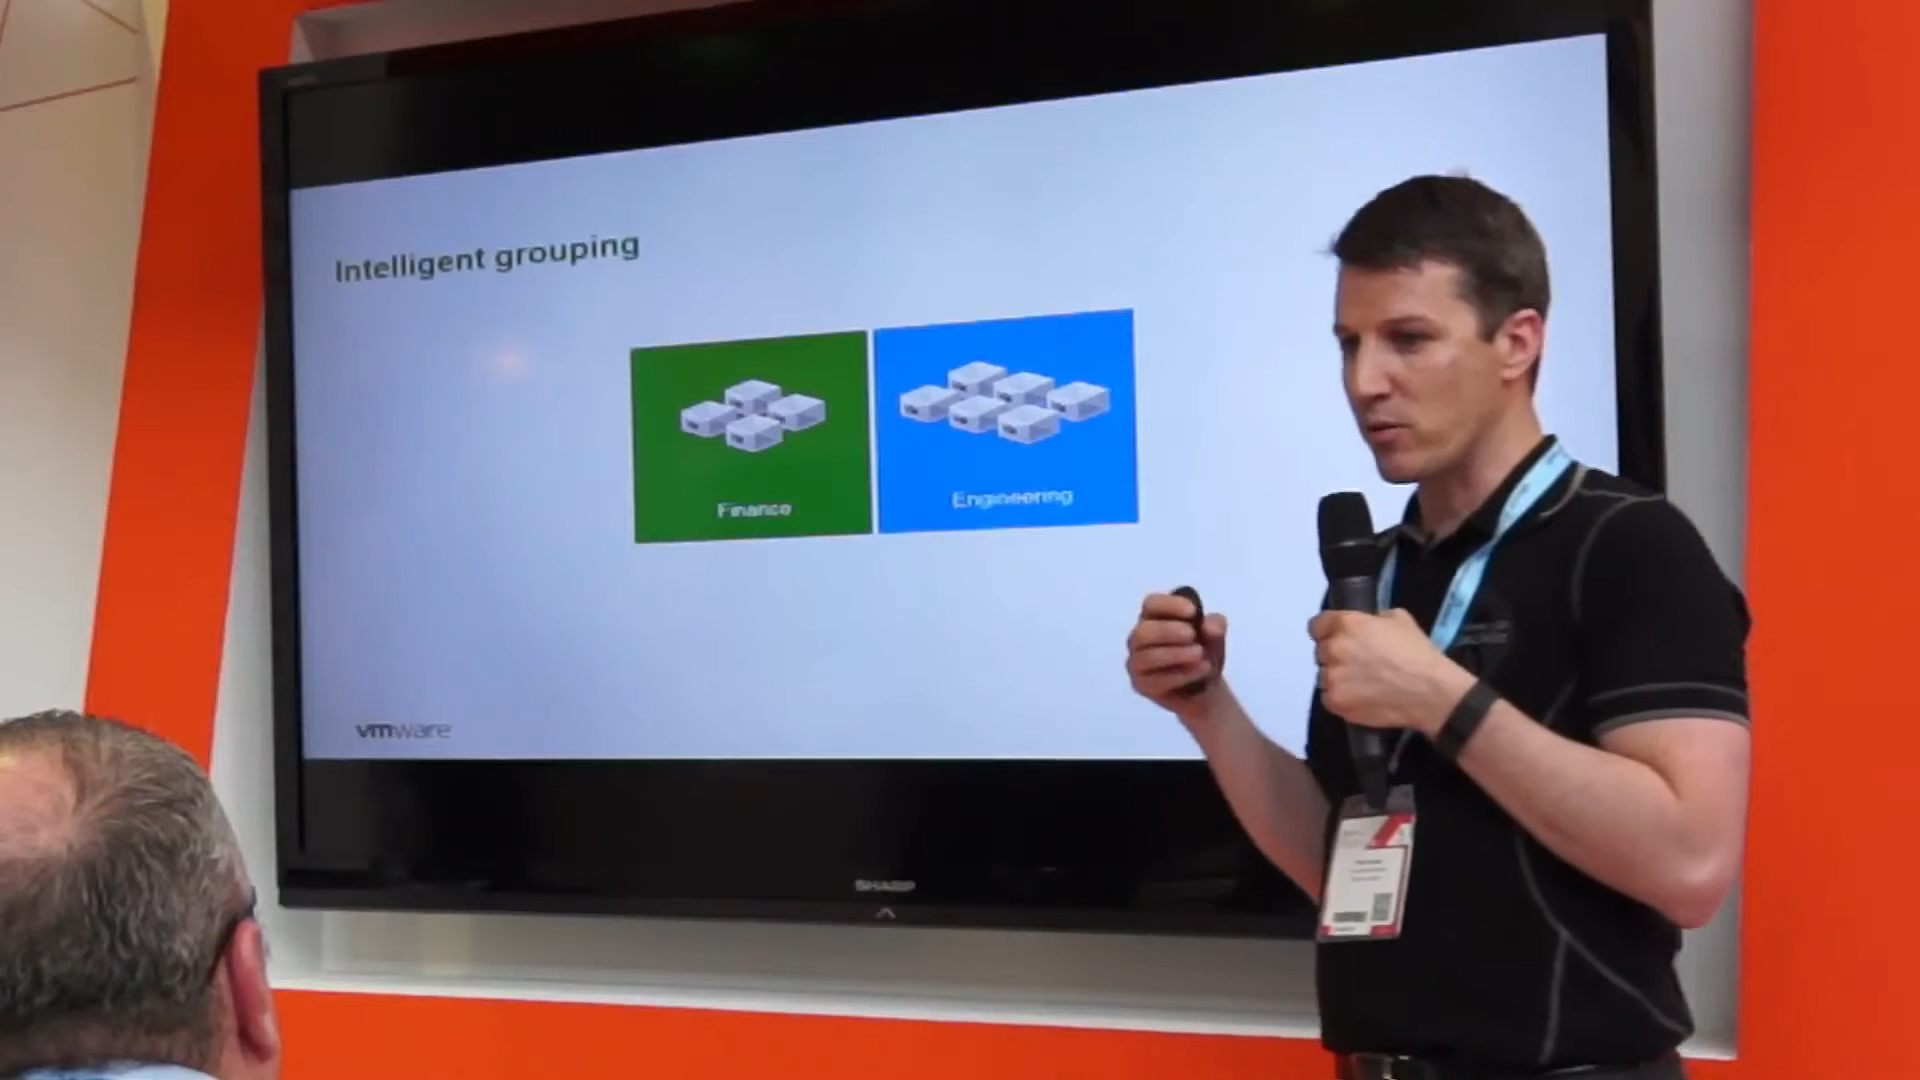 Intelligent grouping
Finance
Engineering
vmware
SHARP